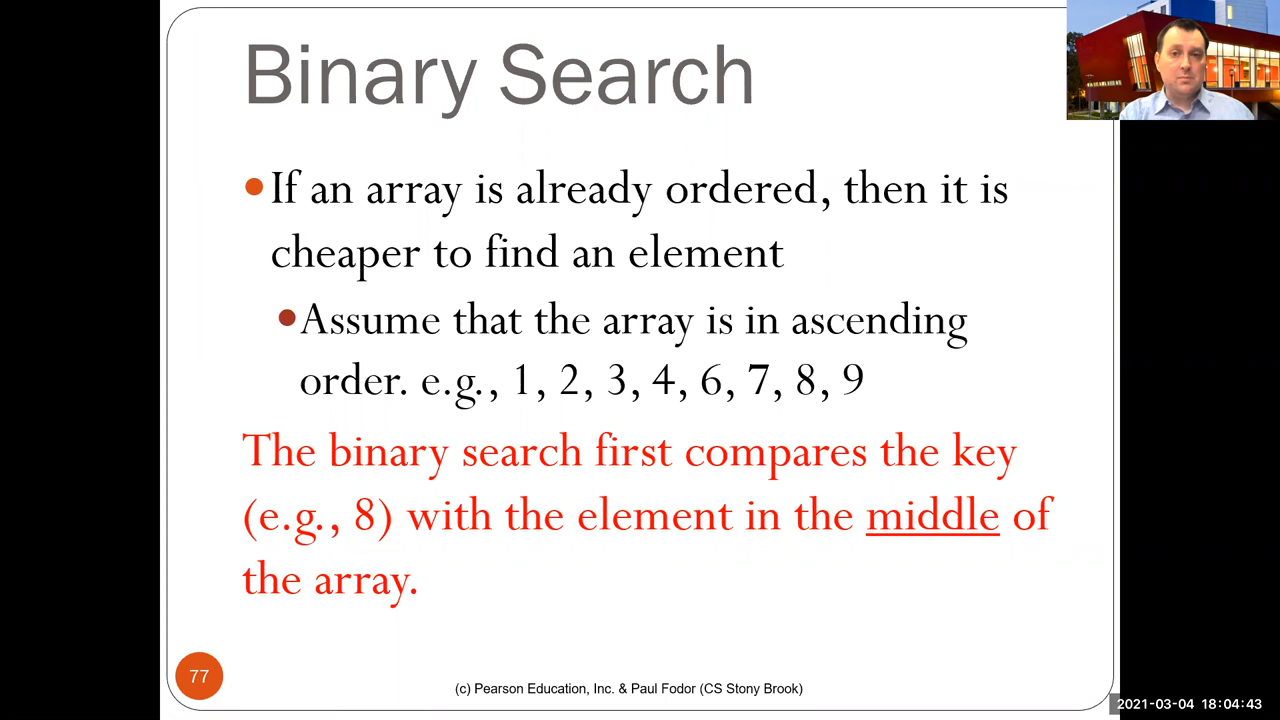 Binary Search
•If an array is already ordered, then it is
cheaper to find an element
•Assume that the array is in ascending
order. e.g., 1, 2, 3, 4, 6, 7, 8, 9
The binary search first compares the key
(e.g., 8) with the element in the middle of
the array.
77
(c) Pearson Education, Inc. & Paul Fodor (CS Stony Brook)
2021-03-04 18:04:43